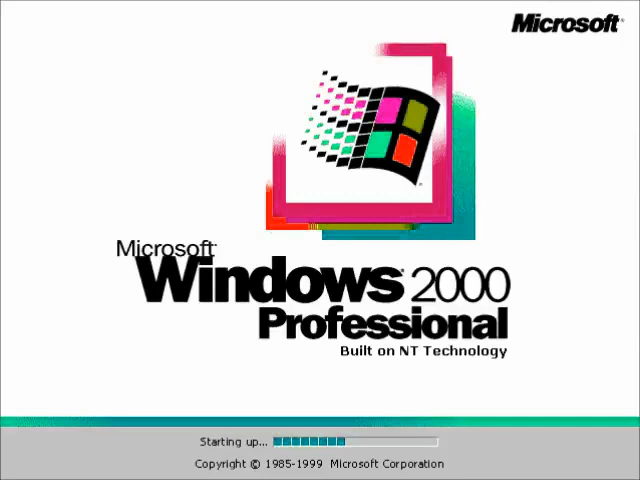 Microsoft
Microsoft
Windows 2000
Professional
Built on NT Technology
Starting up...
Copyright © 1985-1999 Microsoft Corporation